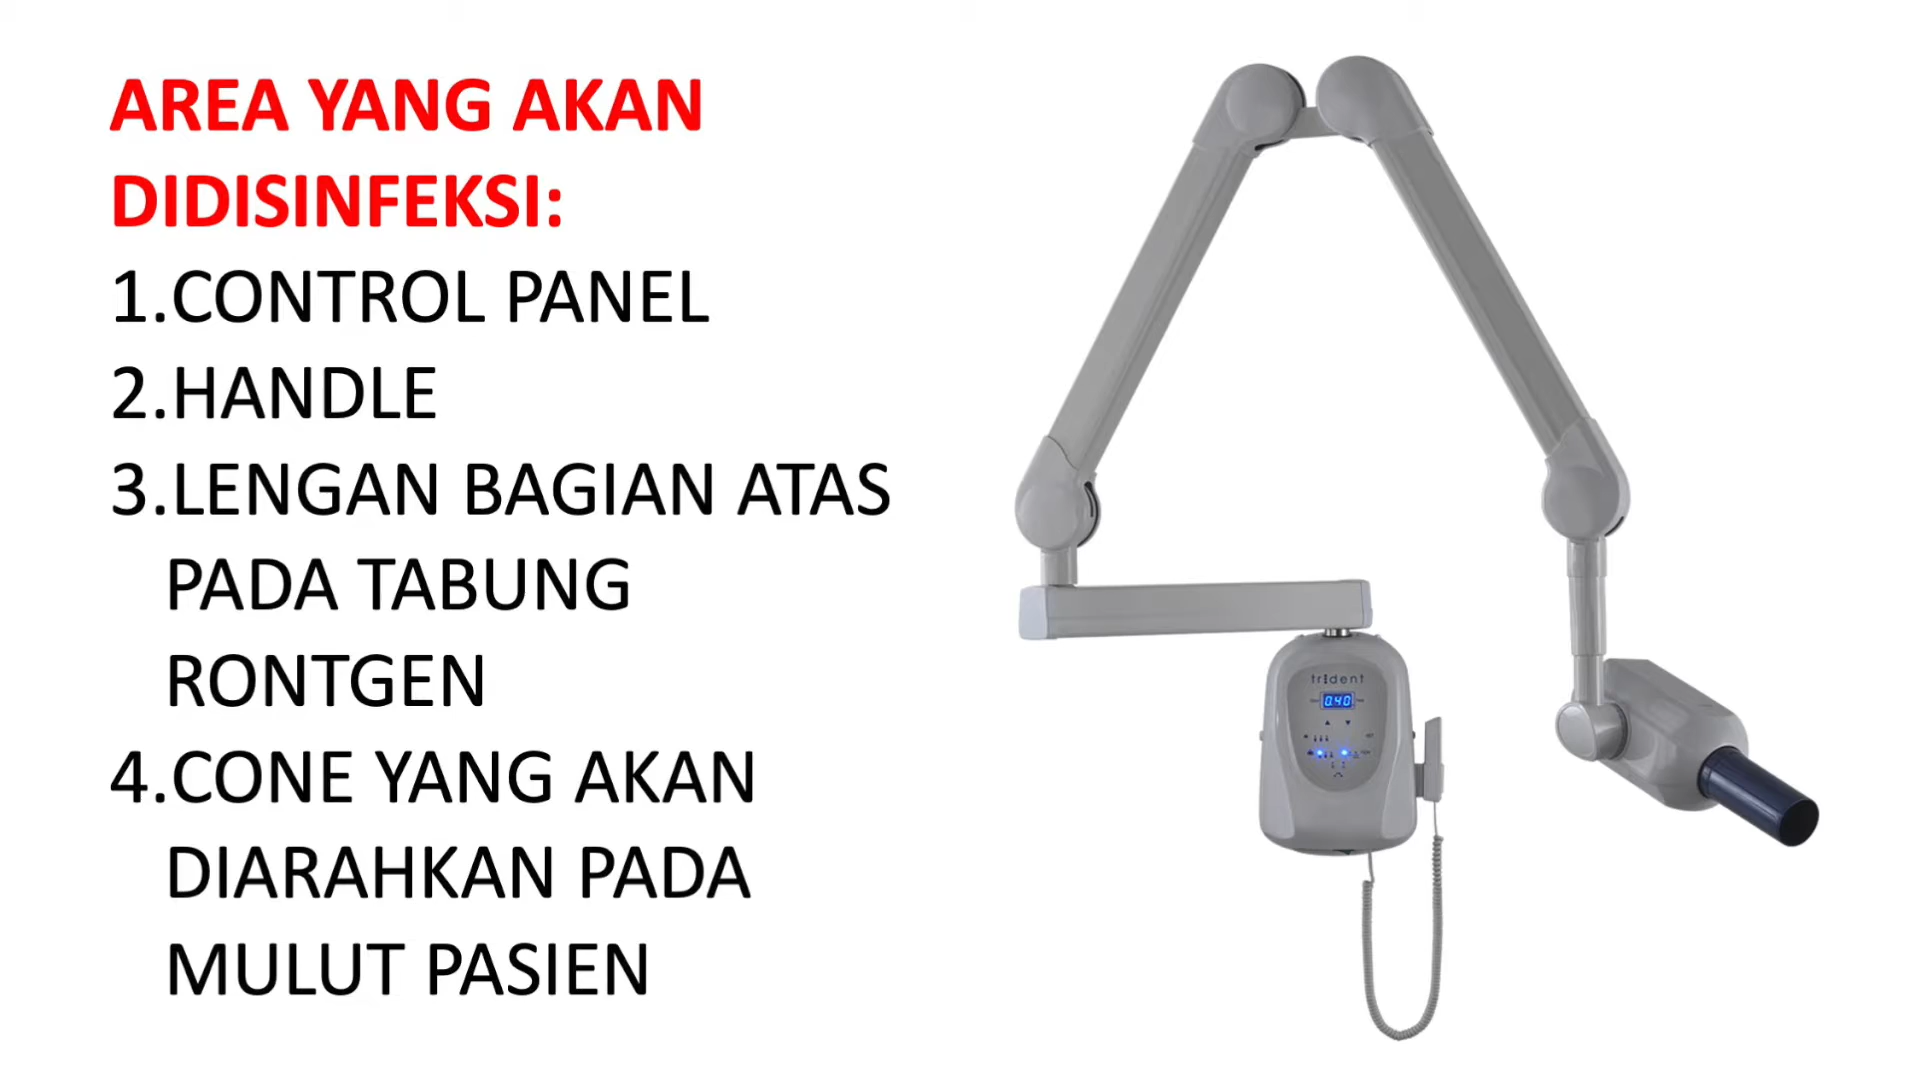 AREA YANG AKAN
DIDISINFEKSI:
1.CONTROL PANEL
2.HANDLE
3.LENGAN BAGIAN ATAS
PADA TABUNG
RONTGEN
4.CONE YANG AKAN
DIARAHKAN PADA
MULUT PASIEN
trident
0.40